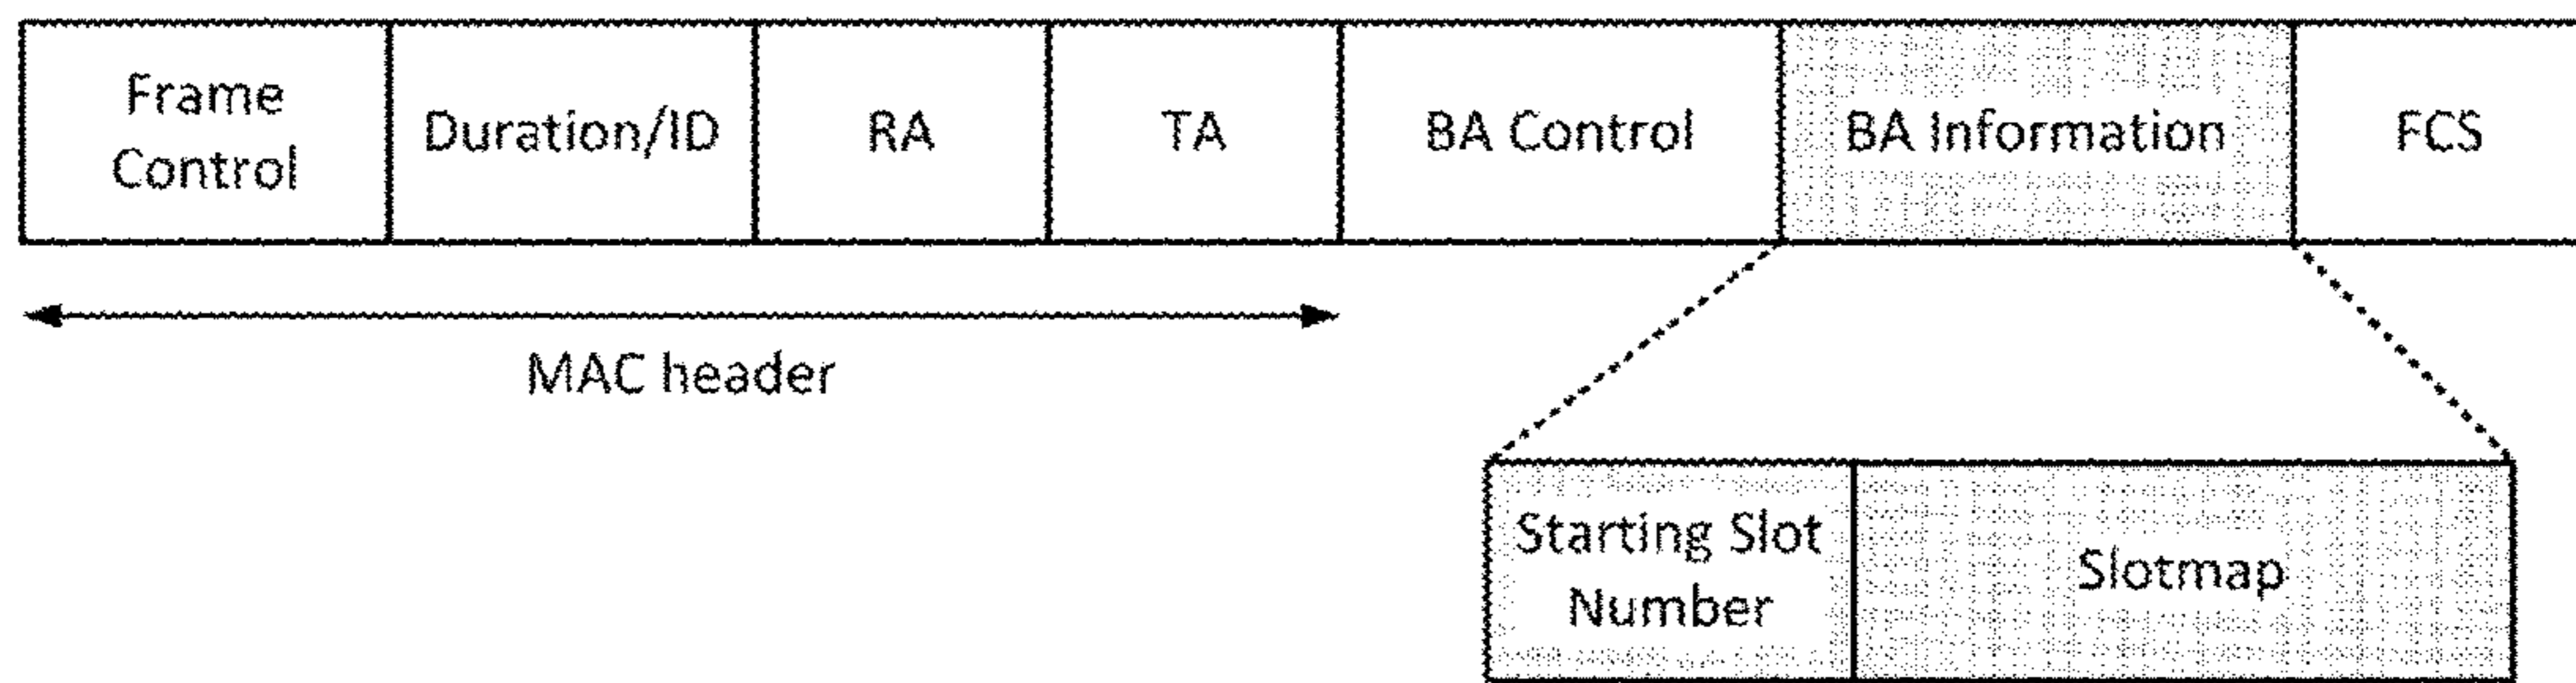 Frame
Control
Duration/ID
RA
TA
BA Control
BA Information
FCS
MAC header
Starting Slot
Number
Slotmap